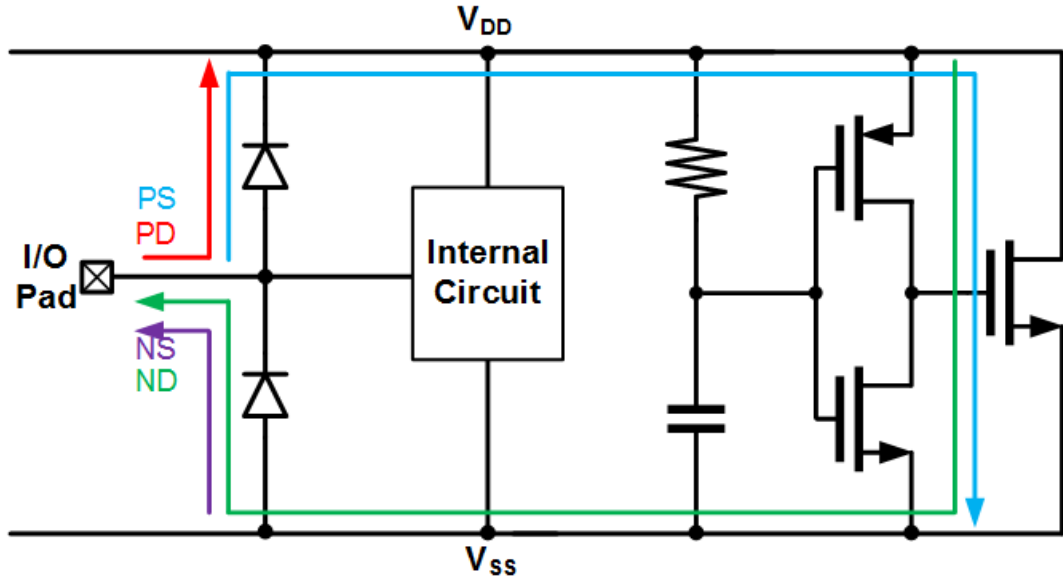 VDD
PS
PD
I/O
Pad
Internal
Circuit
NS
ND
VSS